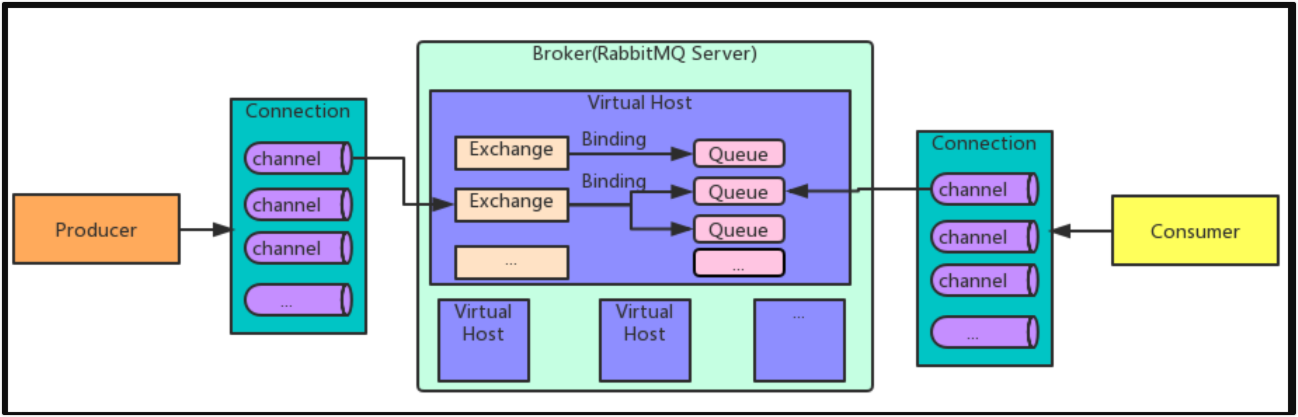 Broker(RabbitMQ Server)
Connection
channel
channel
channel
...
Producer
Virtual Host
Exchange
Binding
Queue
Exchange
Binding
Queue
Queue
...
...
Virtual
Host
Virtual
Host
...
Connection
channel
channel
channel
...
Consumer